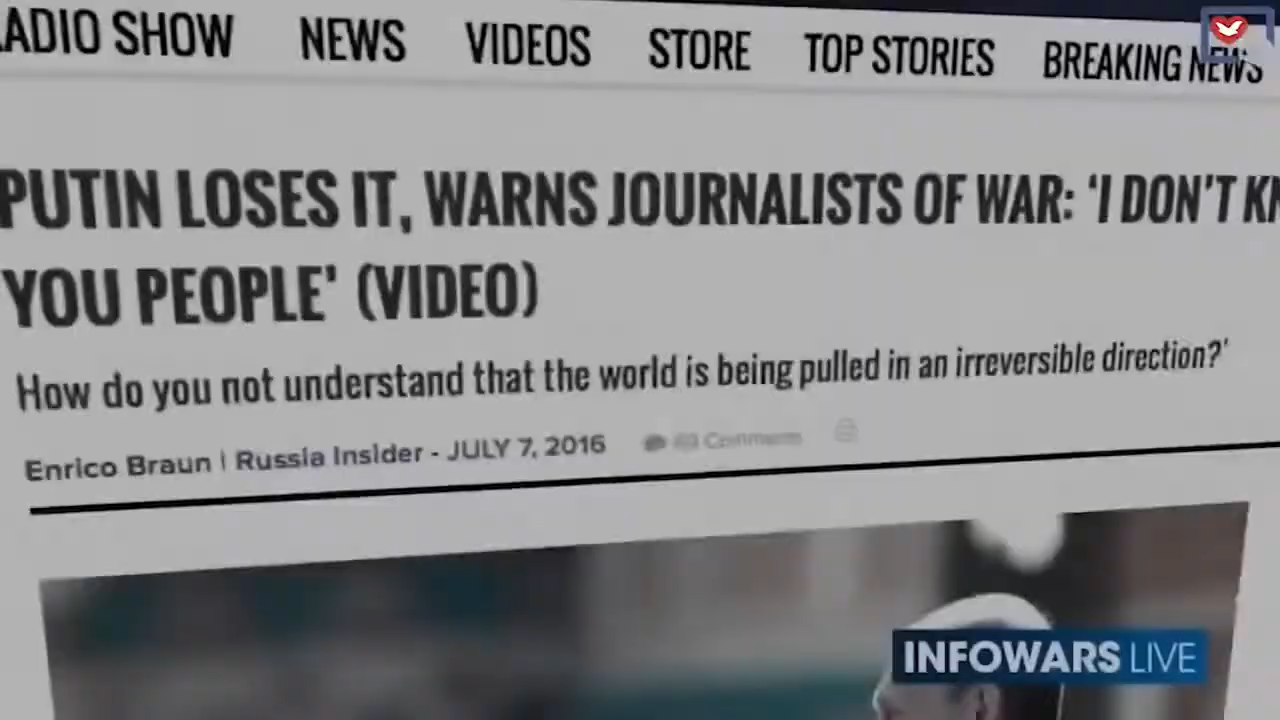 ADIO SHOW NEWS VIDEOS STORE TOP STORIES BREAKING NEWS
PUTIN LOSES IT, WARNS JOURNALISTS OF WAR: ‘I DON'T
YOU PEOPLE' (VIDEO)
How do you not understand that the world is being pulled in an irreversible direction?'
Enrico Braun | Russia Insider - JULY 7, 2016 Comments
INFOWARS LIVE